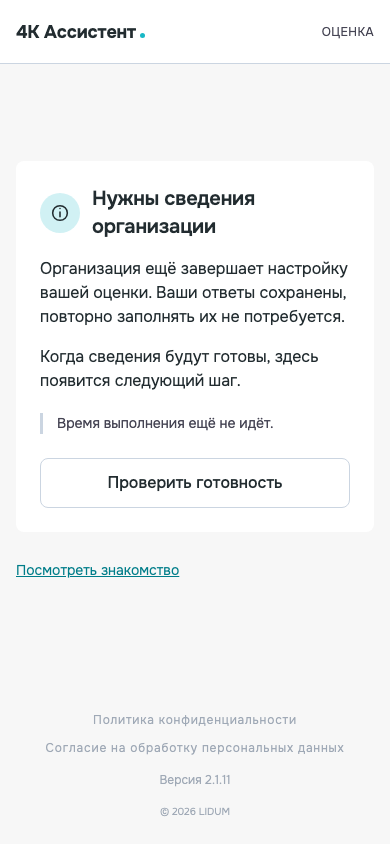 4K Ассистент
ОЦЕНКА
Нужны сведения
организации
Организация ещё завершает настройку
вашей оценки. Ваши ответы сохранены,
повторно заполнять их не потребуется.
Когда сведения будут готовы, здесь
появится следующий шаг.
Время выполнения ещё не идёт.
Проверить готовность
Посмотреть знакомство
Политика конфиденциальности
Согласие на обработку персональных данных
Версия 2.1.11
© 2026 LIDUM